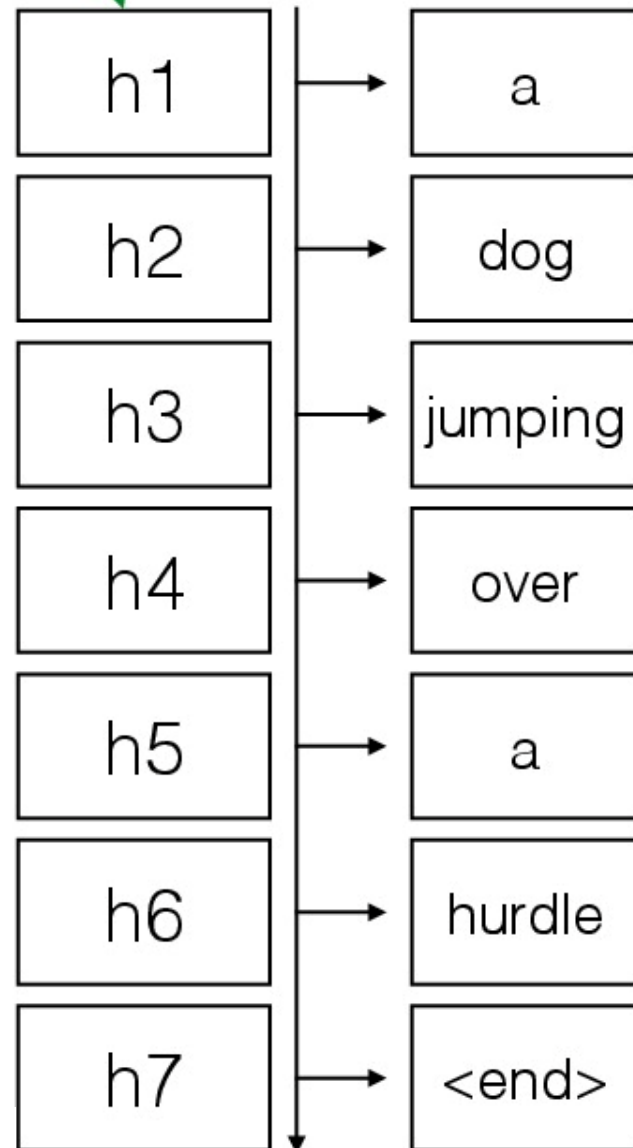 h1 a
h2 dog
h3 jumping
h4 over
h5 a
h6 hurdle
h7 <end>